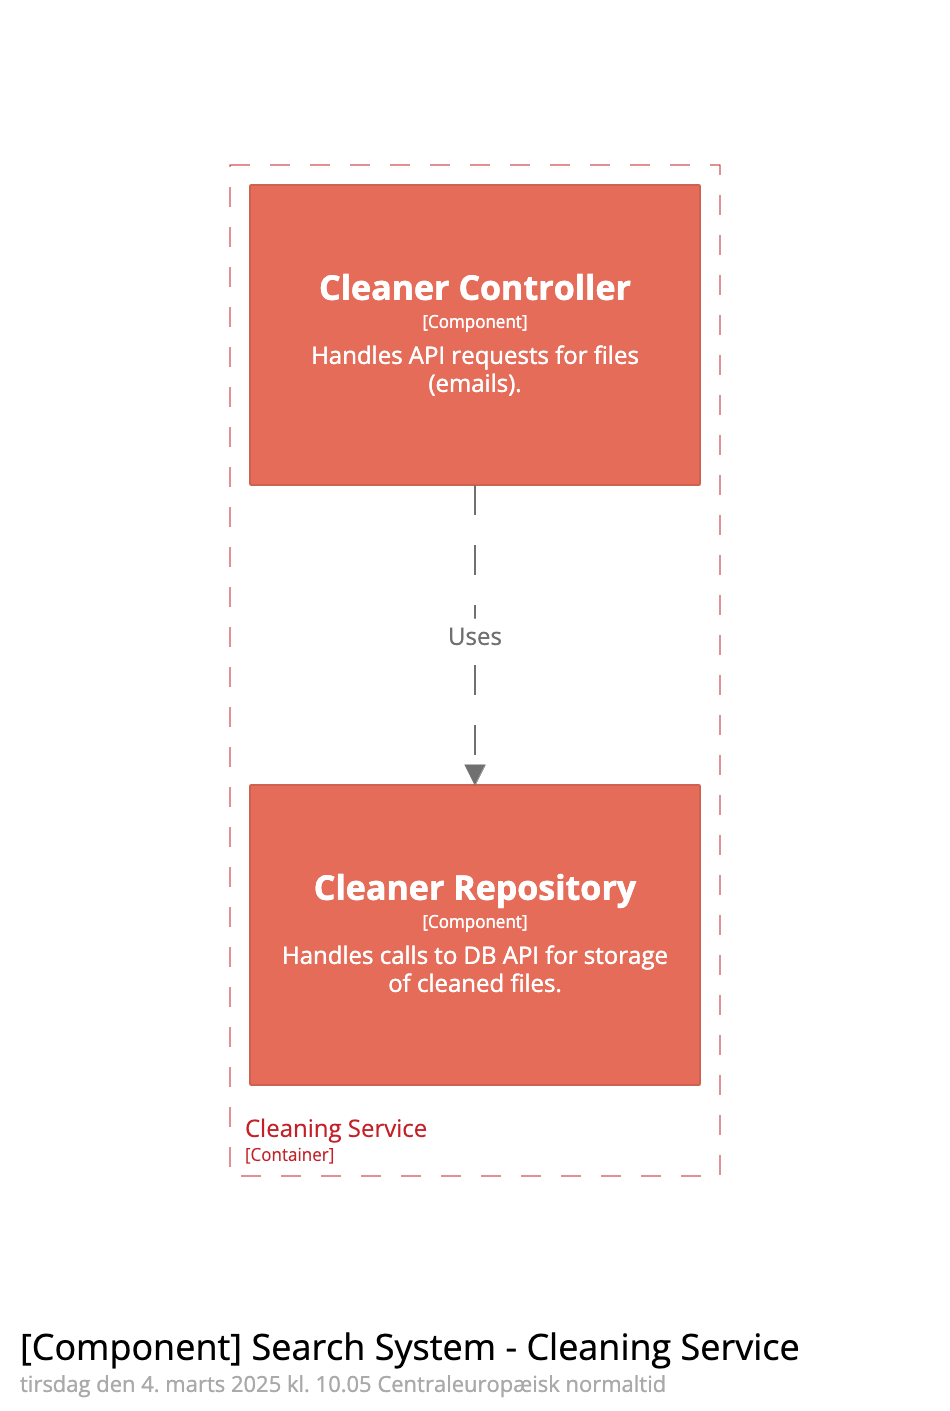 Cleaner Controller
[Component]
Handles API requests for files
(emails).
Uses
Cleaner Repository
[Component]
Handles calls to DB API for storage
of cleaned files.
Cleaning Service
[Container]
[Component] Search System - Cleaning Service
tirsdag den 4. marts 2025 kl. 10.05 Centraleuropæisk normaltid